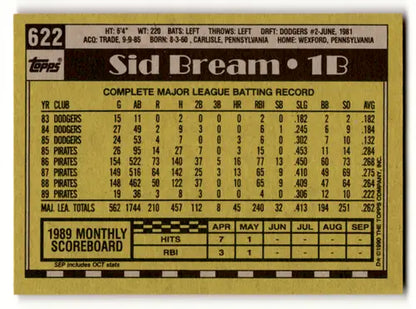 622
HT: 6'4" WT: 220 BATS: LEFT THROWS: LEFT DRFT: DODGERS #2-JUNE, 1981
ACQ: TRADE, 9-9-85 BORN: 8-3-60, CARLISLE, PENNSYLVANIA HOME: WEXFORD, PENNSYLVANIA
TOPPS
Sid Bream • 1B
COMPLETE MAJOR LEAGUE BATTING RECORD
YR CLUB G AB R H 2B 3B HR RBI SB SLG BB SO AVG
83 DODGERS 15 11 0 2 0 0 0 2 0 .182 2 2 .182
84 DODGERS 27 49 2 9 3 0 0 6 1 .245 6 9 .184
85 DODGERS 24 53 4 7 0 0 3 6 0 .302 7 10 .132
85 PIRATES 26 95 14 27 7 0 3 15 0 .453 11 14 .284
86 PIRATES 154 522 73 140 37 5 16 77 13 .450 60 73 .268
87 PIRATES 149 516 64 142 25 3 13 65 9 .411 49 69 .275
88 PIRATES 148 462 50 122 37 0 10 65 9 .409 47 64 .264
89 PIRATES 19 36 3 8 3 0 0 4 0 .306 12 10 .222
MAJ. LEA. TOTALS 562 1744 210 457 112 8 45 240 32 .413 194 251 .262
1989 MONTHLY
SCOREBOARD
SEP includes OCT stats
APR MAY JUN JUL AUG SEP
HITS 7 1 - - - -
RBI 3 1 - - - -
© 1990 THE TOPPS COMPANY, INC.